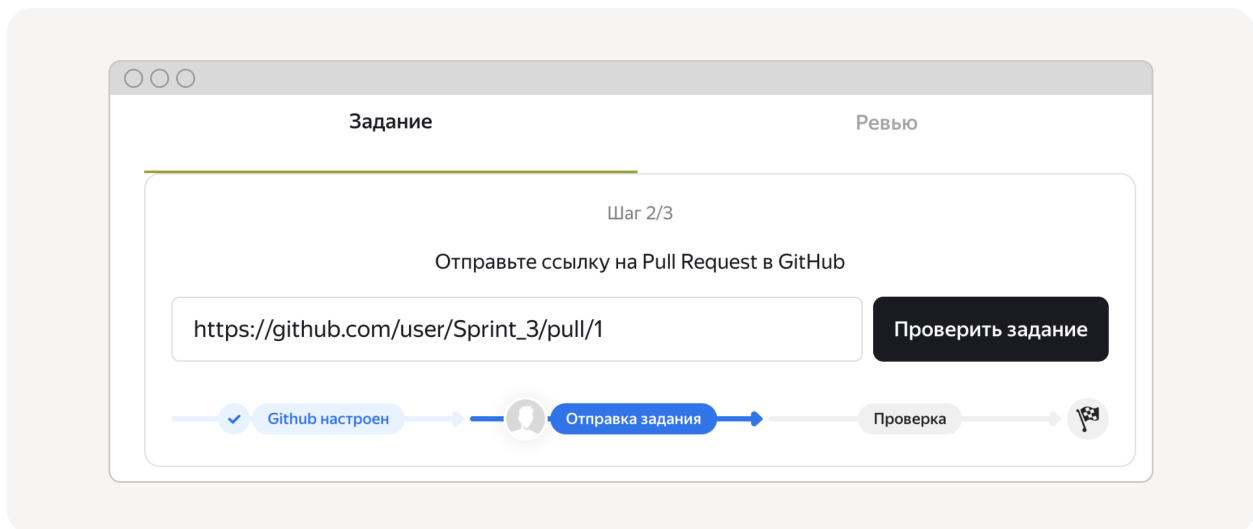 Задание
Ревью
Шаг 2/3
Отправьте ссылку на Pull Request в GitHub
https://github.com/user/Sprint_3/pull/1
Проверить задание
Github настроен
Отправка задания
Проверка